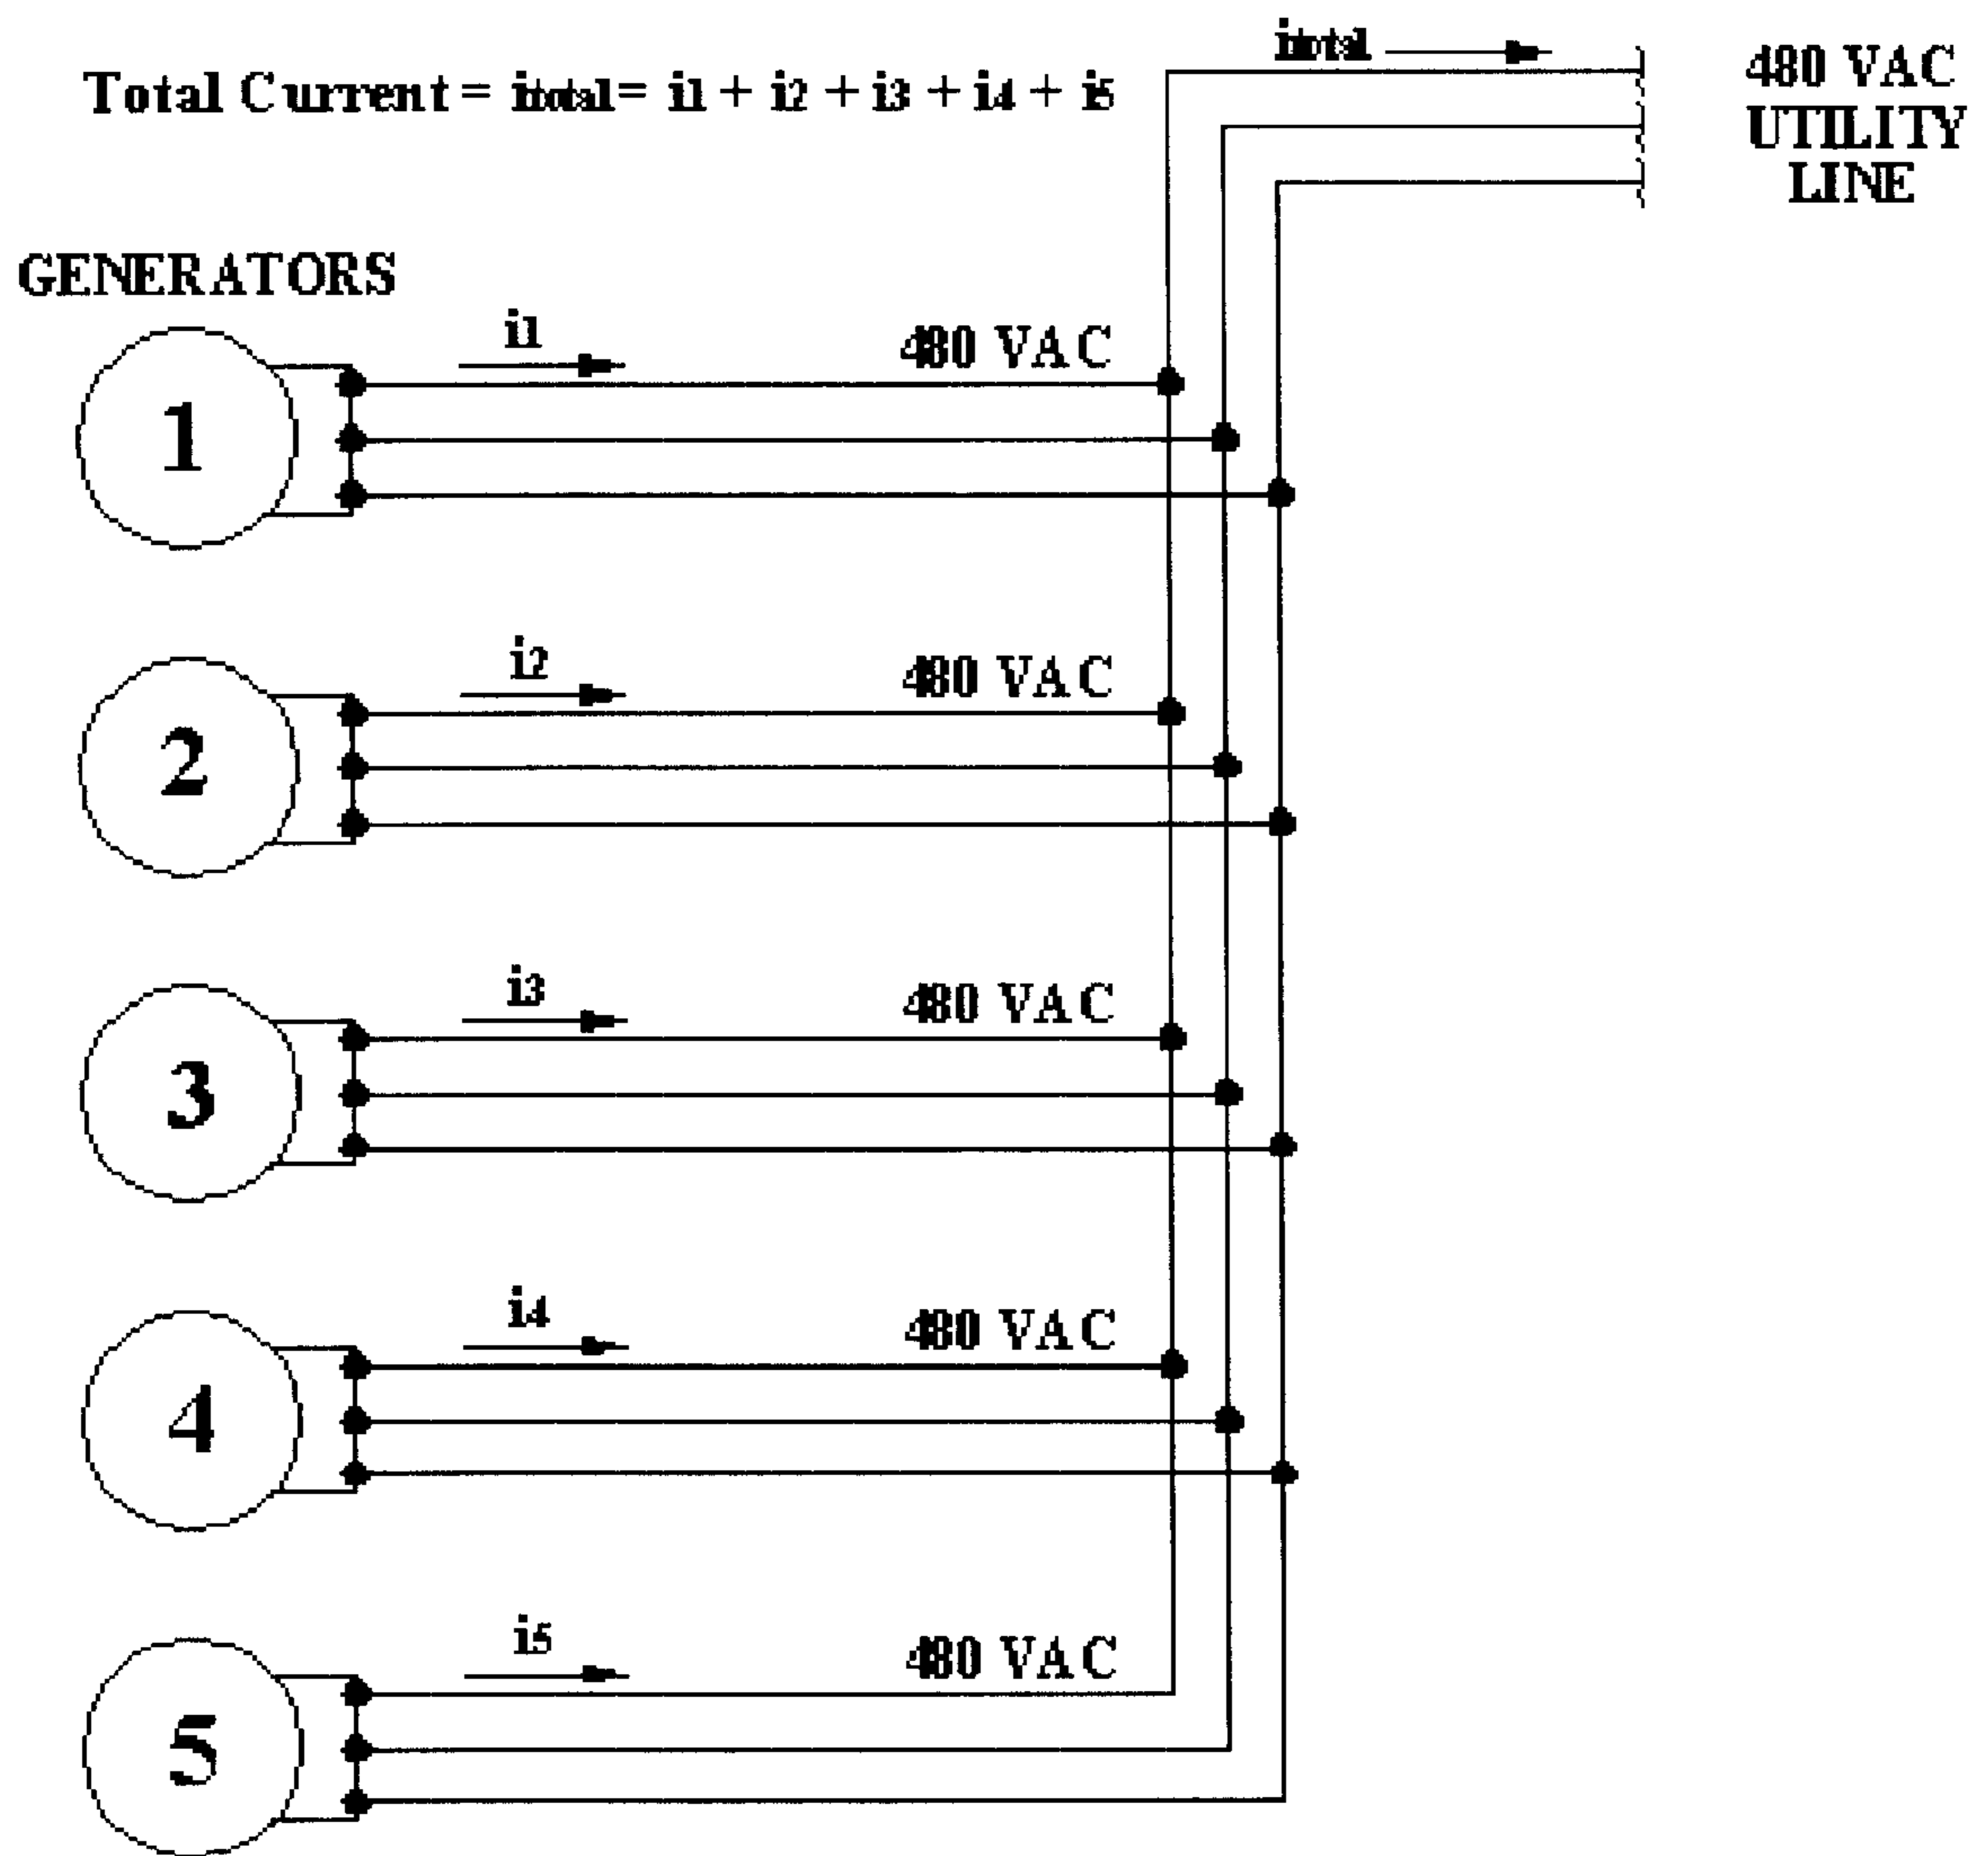 itotal
Total Current = itotal = i1 + i2 + i3 + i4 + i5
480 VAC
UTILITY
LINE
GENERATORS
i1
480 VAC
1
i2
480 VAC
2
i3
480 VAC
3
i4
480 VAC
4
i5
480 VAC
5